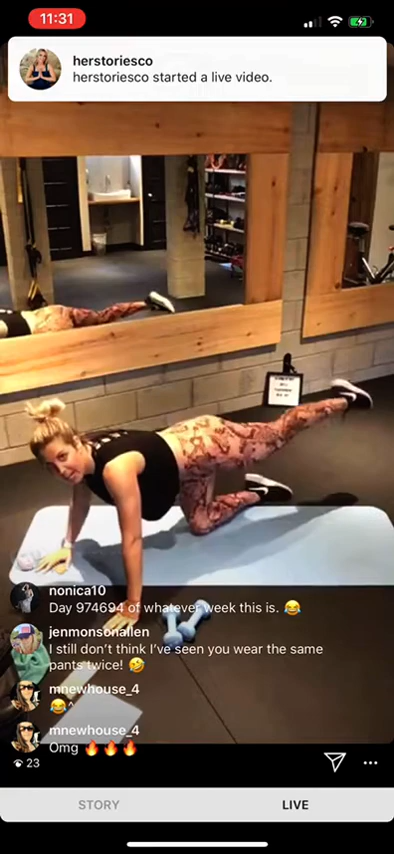 11:31
herstoriesco
herstoriesco started a live video.
nonica10
Day 974694 of whatever week this is. 😂
jenmonsonallen
I still don't think I've seen you wear the same
pants twice! 🤣
mnewhouse_4
😂^
mnewhouse_4
Omg 🔥🔥🔥
23
STORY
LIVE